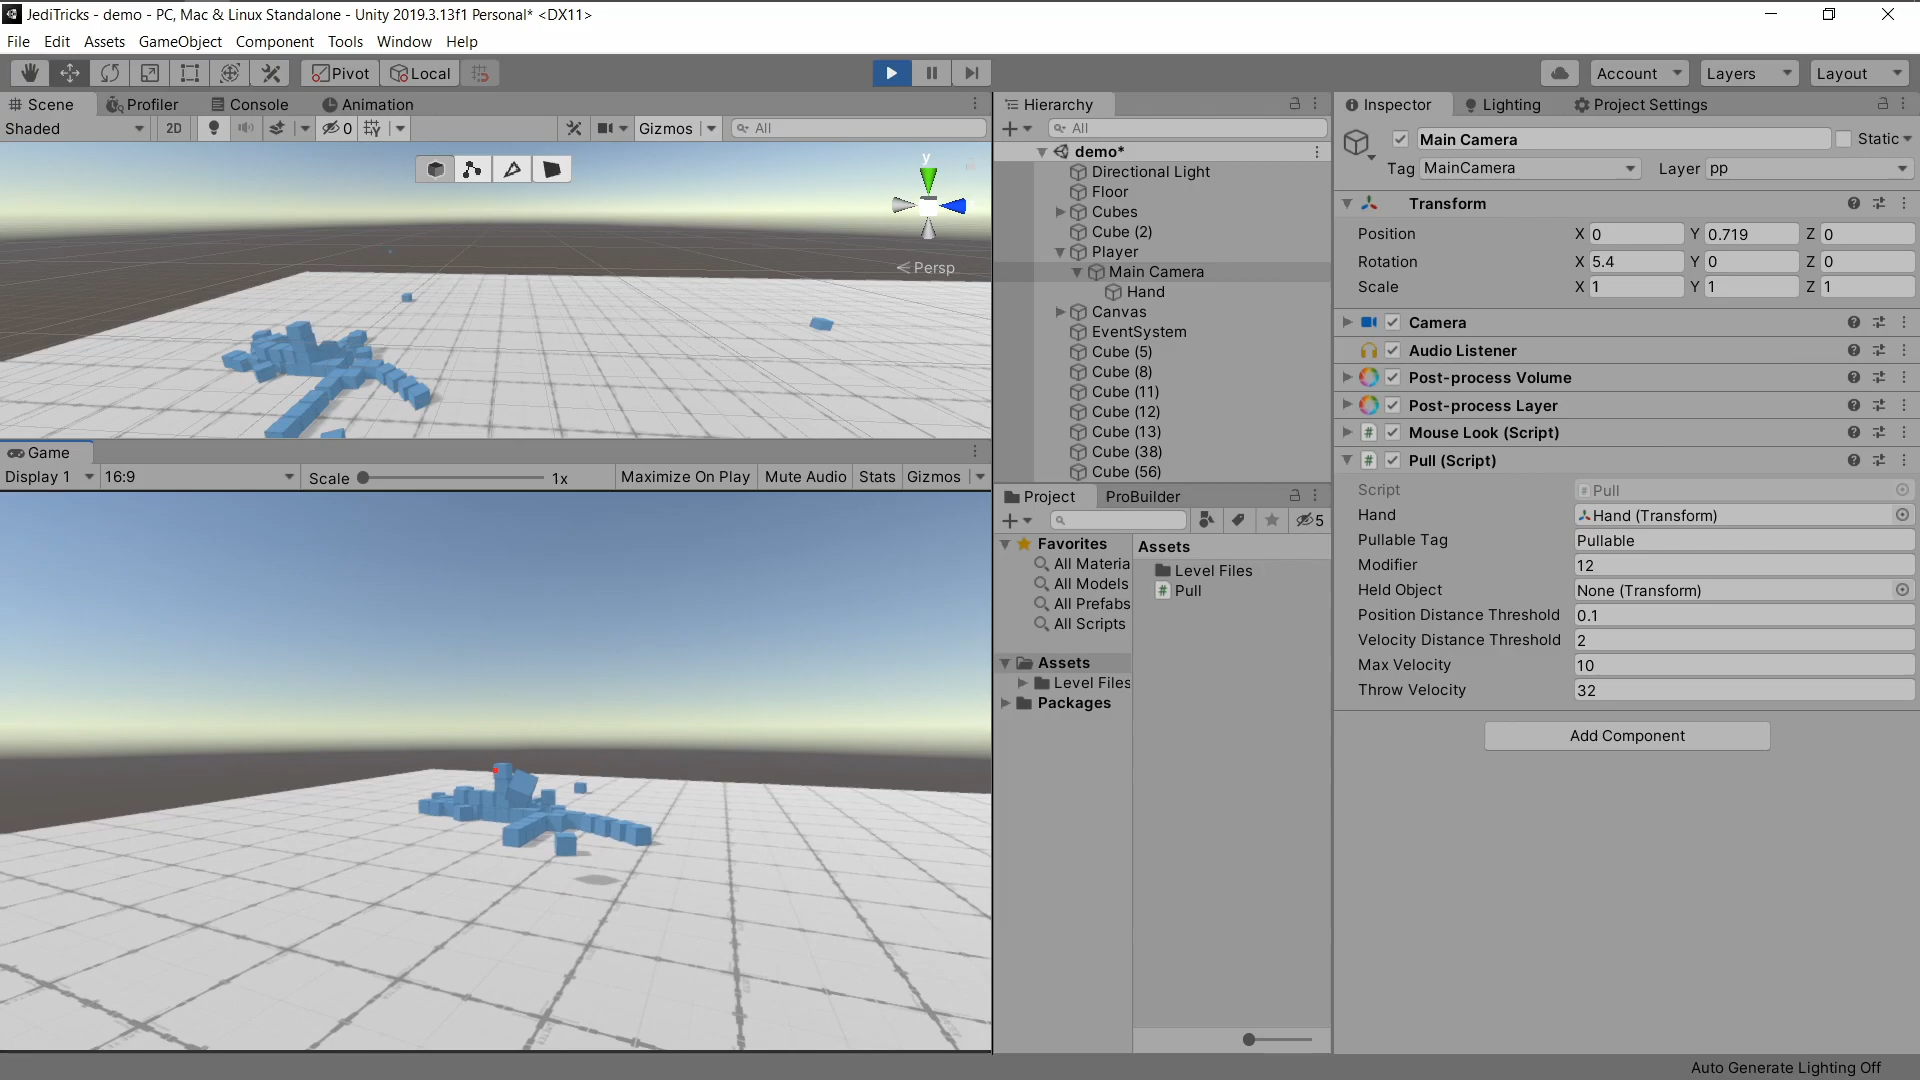 JediTricks - demo - PC, Mac & Linux Standalone - Unity 2019.3.13f1 Personal* <DX11>
File Edit Assets GameObject Component Tools Window Help
Pivot Local
Account Layers Layout
Scene Profiler Console Animation
Shaded 2D 0 Gizmos All
y
Persp
Game
Display 1 16:9 Scale 1x Maximize On Play Mute Audio Stats Gizmos
Hierarchy
All
demo*
Directional Light
Floor
Cubes
Cube (2)
Player
Main Camera
Hand
Canvas
EventSystem
Cube (5)
Cube (8)
Cube (11)
Cube (12)
Cube (13)
Cube (38)
Cube (56)
Project ProBuilder
5
Favorites
All Materia
All Models
All Prefabs
All Scripts
Assets
Level Files
Packages
Assets
Level Files
Pull
Inspector Lighting Project Settings
Main Camera Static
Tag MainCamera Layer pp
Transform
Position X 0 Y 0.719 Z 0
Rotation X 5.4 Y 0 Z 0
Scale X 1 Y 1 Z 1
Camera
Audio Listener
Post-process Volume
Post-process Layer
Mouse Look (Script)
Pull (Script)
Script Pull
Hand Hand (Transform)
Pullable Tag Pullable
Modifier 12
Held Object None (Transform)
Position Distance Threshold 0.1
Velocity Distance Threshold 2
Max Velocity 10
Throw Velocity 32
Add Component
Auto Generate Lighting Off